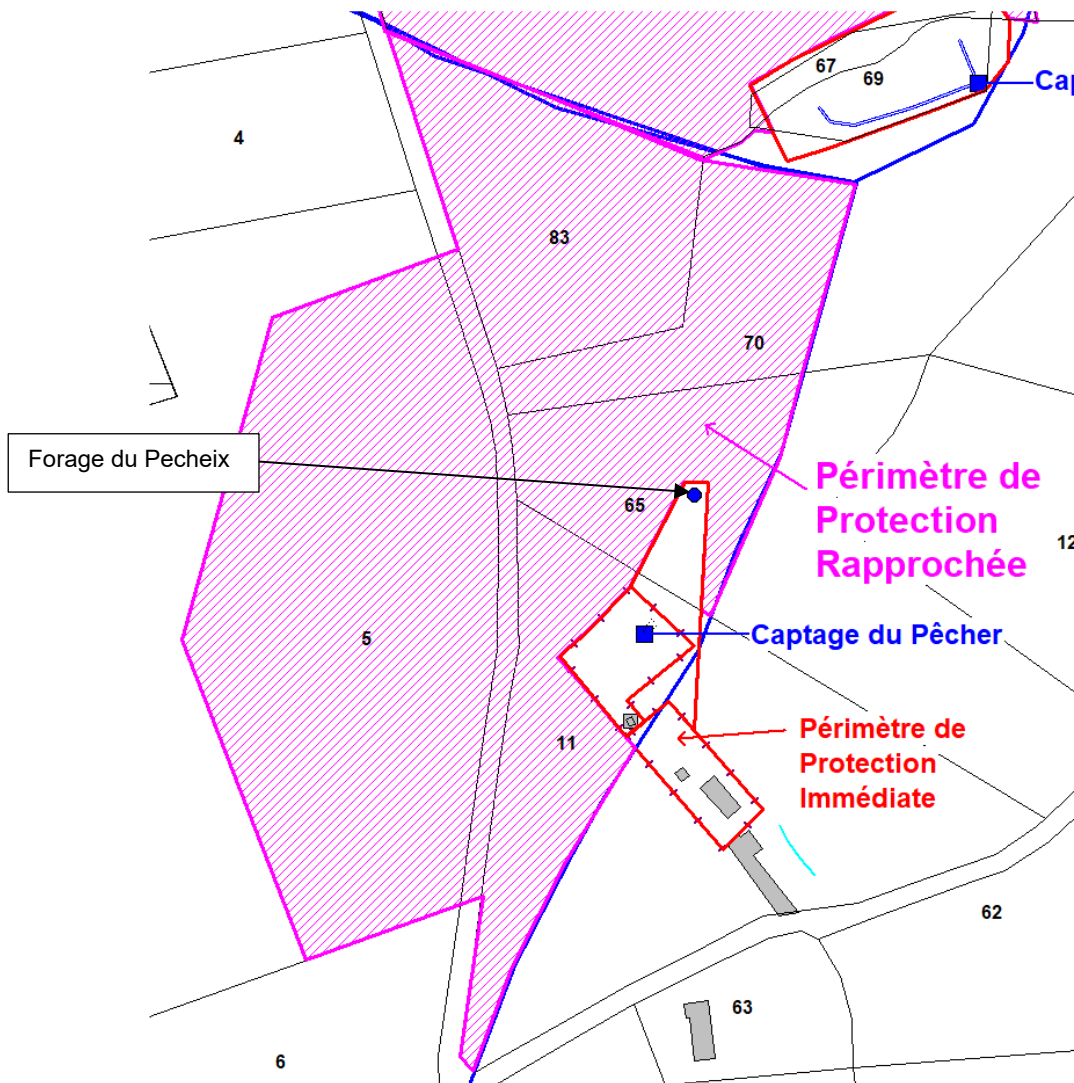 67
69
Cap
4
83
70
Forage du Pecheix
Périmètre de
Protection
Rapprochée
65
12
5
Captage du Pêcher
11
Périmètre de
Protection
Immédiate
62
63
6